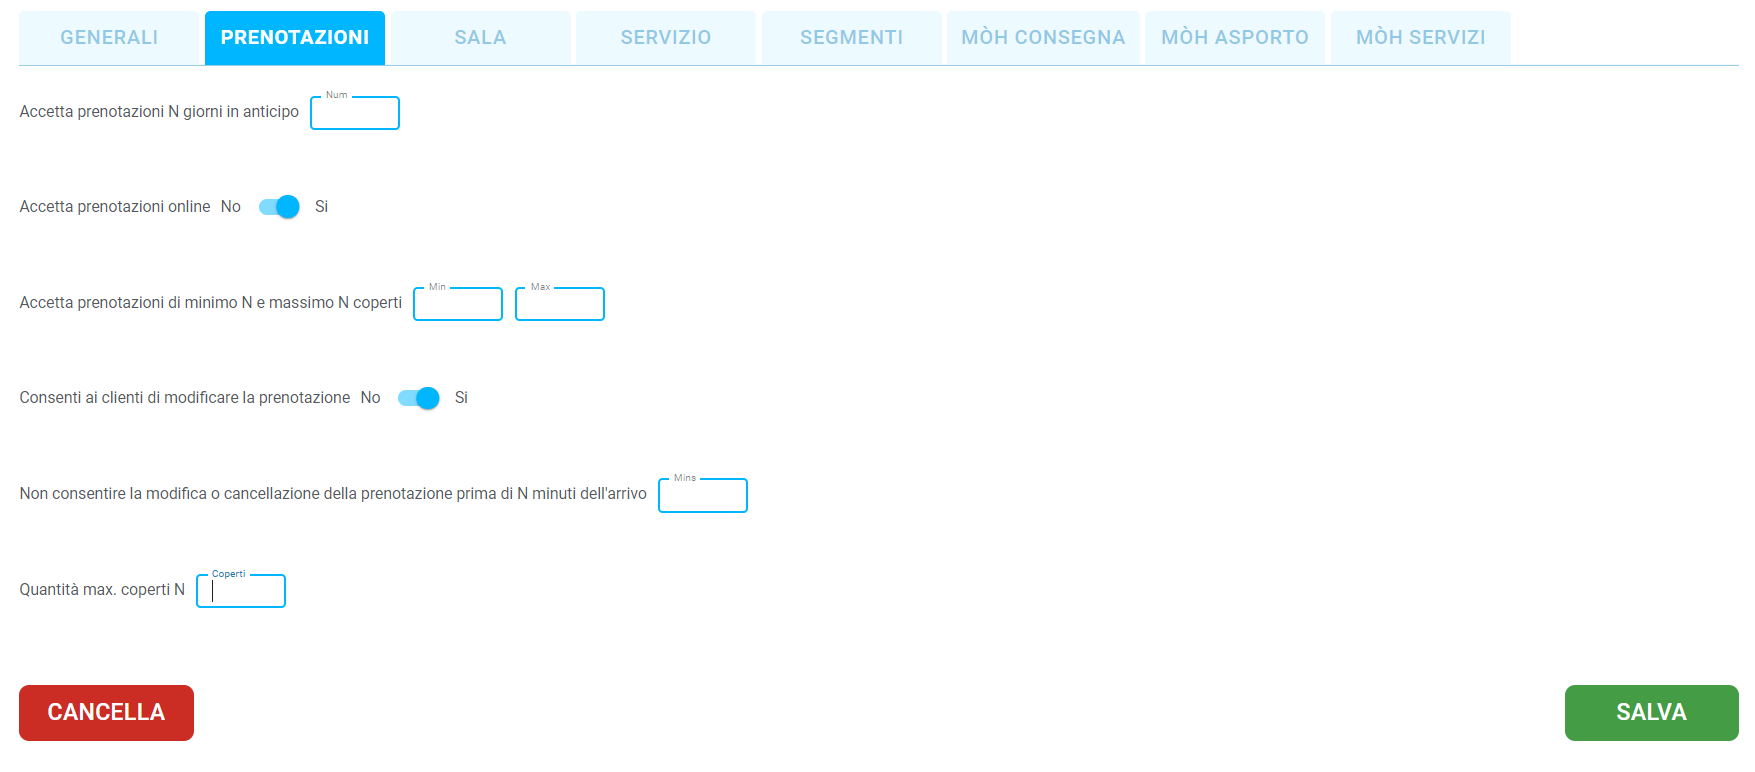 GENERALI PRENOTAZIONI SALA SERVIZIO SEGMENTI MÒH CONSEGNA MÒH ASPORTO MÒH SERVIZI
Accetta prenotazioni N giorni in anticipo Num
Accetta prenotazioni online No Si
Accetta prenotazioni di minimo N e massimo N coperti Min Max
Consenti ai clienti di modificare la prenotazione No Si
Non consentire la modifica o cancellazione della prenotazione prima di N minuti dell'arrivo Mins
Quantità max. coperti N Coperti
CANCELLA SALVA